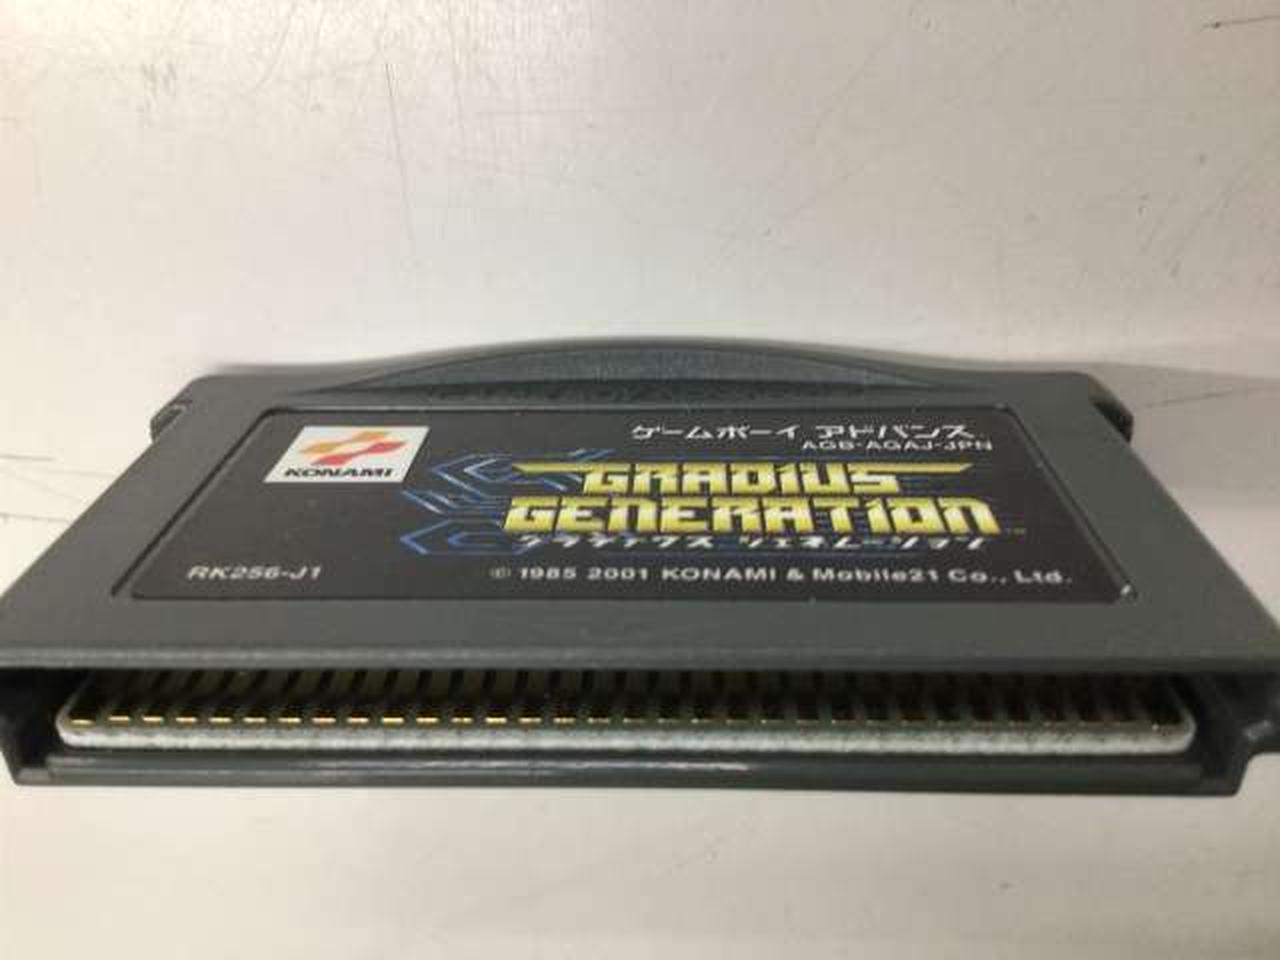 KONAMI
ゲームボーイ アドバンス
AGB-AGAJ-JPN
GRADIUS
GENERATION
グラディウス ジェネレーション
RK256-J1
© 1985 2001 KONAMI & Mobile21 Co., Ltd.